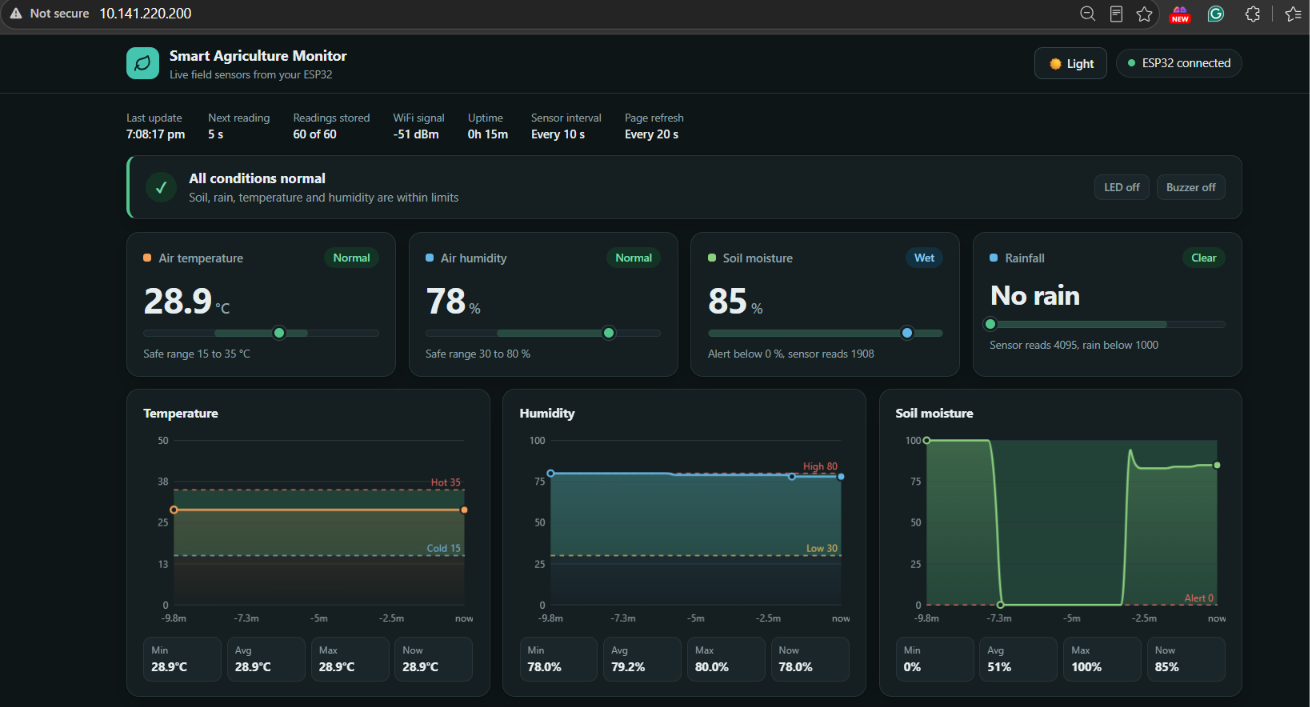 Not secure 10.141.220.200
NEW
Smart Agriculture Monitor
Live field sensors from your ESP32
Light
ESP32 connected
Last update Next reading Readings stored WiFi signal Uptime Sensor interval Page refresh
7:08:17 pm 5 s 60 of 60 -51 dBm 0h 15m Every 10 s Every 20 s
All conditions normal
Soil, rain, temperature and humidity are within limits
LED off Buzzer off
Air temperature Normal
28.9 °C
Safe range 15 to 35 °C
Air humidity Normal
78 %
Safe range 30 to 80 %
Soil moisture Wet
85 %
Alert below 0 %, sensor reads 1908
Rainfall Clear
No rain
Sensor reads 4095, rain below 1000
Temperature
50
38
25
13
0
Hot 35
Cold 15
-9.8m -7.3m -5m -2.5m now
Min Avg Max Now
28.9°C 28.9°C 28.9°C 28.9°C
Humidity
100
75
50
25
0
High 80
Low 30
-9.8m -7.3m -5m -2.5m now
Min Avg Max Now
78.0% 79.2% 80.0% 78.0%
Soil moisture
100
75
50
25
0
Alert 0
-9.8m -7.3m -5m -2.5m now
Min Avg Max Now
0% 51% 100% 85%